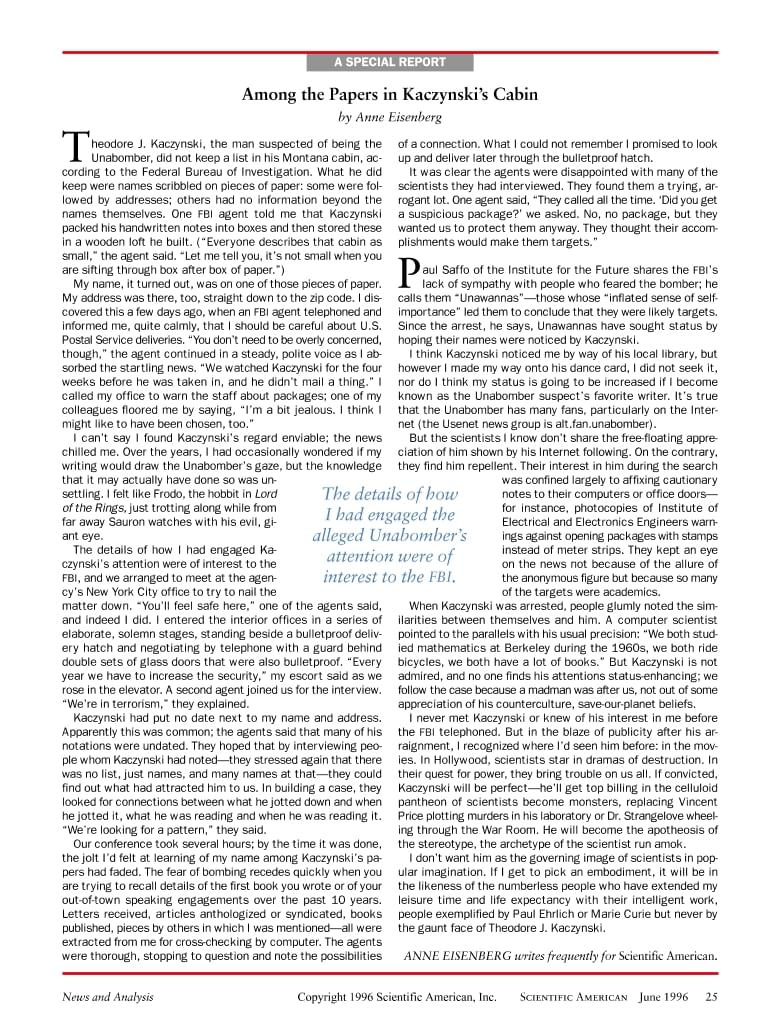 A SPECIAL REPORT
Among the Papers in Kaczynski's Cabin
by Anne Eisenberg
Theodore J. Kaczynski, the man suspected of being the
Unabomber, did not keep a list in his Montana cabin, ac-
cording to the Federal Bureau of Investigation. What he did
keep were names scribbled on pieces of paper: some were fol-
lowed by addresses; others had no information beyond the
names themselves. One FBI agent told me that Kaczynski
packed his handwritten notes into boxes and then stored these
in a wooden loft he built. (“Everyone describes that cabin as
small,” the agent said. “Let me tell you, it's not small when you
are sifting through box after box of paper.”)
My name, it turned out, was on one of those pieces of paper.
My address was there, too, straight down to the zip code. I dis-
covered this a few days ago, when an FBI agent telephoned and
informed me, quite calmly, that I should be careful about U.S.
Postal Service deliveries. “You don't need to be overly concerned,
though,” the agent continued in a steady, polite voice as I ab-
sorbed the startling news. “We watched Kaczynski for the four
weeks before he was taken in, and he didn't mail a thing.” I
called my office to warn the staff about packages; one of my
colleagues floored me by saying, “I'm a bit jealous. I think I
might like to have been chosen, too.”
I can't say I found Kaczynski's regard enviable; the news
chilled me. Over the years, I had occasionally wondered if my
writing would draw the Unabomber's gaze, but the knowledge
that it may actually have done so was un-
settling. I felt like Frodo, the hobbit in Lord
of the Rings, just trotting along while from
far away Sauron watches with his evil, gi-
ant eye.
The details of how I had engaged Ka-
czynski's attention were of interest to the
FBI, and we arranged to meet at the agen-
cy's New York City office to try to nail the
matter down. “You'll feel safe here,” one of the agents said,
and indeed I did. I entered the interior offices in a series of
elaborate, solemn stages, standing beside a bulletproof deliv-
ery hatch and negotiating by telephone with a guard behind
double sets of glass doors that were also bulletproof. “Every
year we have to increase the security,” my escort said as we
rose in the elevator. A second agent joined us for the interview.
“We're in terrorism,” they explained.
Kaczynski had put no date next to my name and address.
Apparently this was common; the agents said that many of his
notations were undated. They hoped that by interviewing peo-
ple whom Kaczynski had noted—they stressed again that there
was no list, just names, and many names at that—they could
find out what had attracted him to us. In building a case, they
looked for connections between what he jotted down and when
he jotted it, what he was reading and when he was reading it.
“We're looking for a pattern,” they said.
Our conference took several hours; by the time it was done,
the jolt I'd felt at learning of my name among Kaczynski's pa-
pers had faded. The fear of bombing recedes quickly when you
are trying to recall details of the first book you wrote or of your
out-of-town speaking engagements over the past 10 years.
Letters received, articles anthologized or syndicated, books
published, pieces by others in which I was mentioned—all were
extracted from me for cross-checking by computer. The agents
were thorough, stopping to question and note the possibilities
The details of how
I had engaged the
alleged Unabomber's
attention were of
interest to the FBI.
of a connection. What I could not remember I promised to look
up and deliver later through the bulletproof hatch.
It was clear the agents were disappointed with many of the
scientists they had interviewed. They found them a trying, ar-
rogant lot. One agent said, “They called all the time. ‘Did you get
a suspicious package?’ we asked. No, no package, but they
wanted us to protect them anyway. They thought their accom-
plishments would make them targets.”
Paul Saffo of the Institute for the Future shares the FBI's
lack of sympathy with people who feared the bomber; he
calls them “Unawannas”—those whose “inflated sense of self-
importance” led them to conclude that they were likely targets.
Since the arrest, he says, Unawannas have sought status by
hoping their names were noticed by Kaczynski.
I think Kaczynski noticed me by way of his local library, but
however I made my way onto his dance card, I did not seek it,
nor do I think my status is going to be increased if I become
known as the Unabomber suspect's favorite writer. It's true
that the Unabomber has many fans, particularly on the Inter-
net (the Usenet news group is alt.fan.unabomber).
But the scientists I know don't share the free-floating appre-
ciation of him shown by his Internet following. On the contrary,
they find him repellent. Their interest in him during the search
was confined largely to affixing cautionary
notes to their computers or office doors—
for instance, photocopies of Institute of
Electrical and Electronics Engineers warn-
ings against opening packages with stamps
instead of meter strips. They kept an eye
on the news not because of the allure of
the anonymous figure but because so many
of the targets were academics.
When Kaczynski was arrested, people glumly noted the sim-
ilarities between themselves and him. A computer scientist
pointed to the parallels with his usual precision: “We both stud-
ied mathematics at Berkeley during the 1960s, we both ride
bicycles, we both have a lot of books.” But Kaczynski is not
admired, and no one finds his attentions status-enhancing; we
follow the case because a madman was after us, not out of some
appreciation of his counterculture, save-our-planet beliefs.
I never met Kaczynski or knew of his interest in me before
the FBI telephoned. But in the blaze of publicity after his ar-
raignment, I recognized where I'd seen him before: in the mov-
ies. In Hollywood, scientists star in dramas of destruction. In
their quest for power, they bring trouble on us all. If convicted,
Kaczynski will be perfect—he'll get top billing in the celluloid
pantheon of scientists become monsters, replacing Vincent
Price plotting murders in his laboratory or Dr. Strangelove wheel-
ing through the War Room. He will become the apotheosis of
the stereotype, the archetype of the scientist run amok.
I don't want him as the governing image of scientists in pop-
ular imagination. If I get to pick an embodiment, it will be in
the likeness of the numberless people who have extended my
leisure time and life expectancy with their intelligent work,
people exemplified by Paul Ehrlich or Marie Curie but never by
the gaunt face of Theodore J. Kaczynski.
ANNE EISENBERG writes frequently for Scientific American.
News and Analysis
Copyright 1996 Scientific American, Inc.
SCIENTIFIC AMERICAN June 1996 25